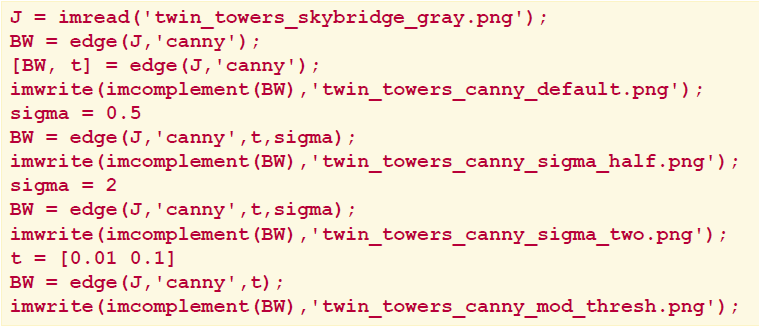 J = imread('twin_towers_skybridge_gray.png');
BW = edge(J,'canny');
[BW, t] = edge(J,'canny');
imwrite(imcomplement(BW),'twin_towers_canny_default.png');
sigma = 0.5
BW = edge(J,'canny',t,sigma);
imwrite(imcomplement(BW),'twin_towers_canny_sigma_half.png');
sigma = 2
BW = edge(J,'canny',t,sigma);
imwrite(imcomplement(BW),'twin_towers_canny_sigma_two.png');
t = [0.01 0.1]
BW = edge(J,'canny',t);
imwrite(imcomplement(BW),'twin_towers_canny_mod_thresh.png');